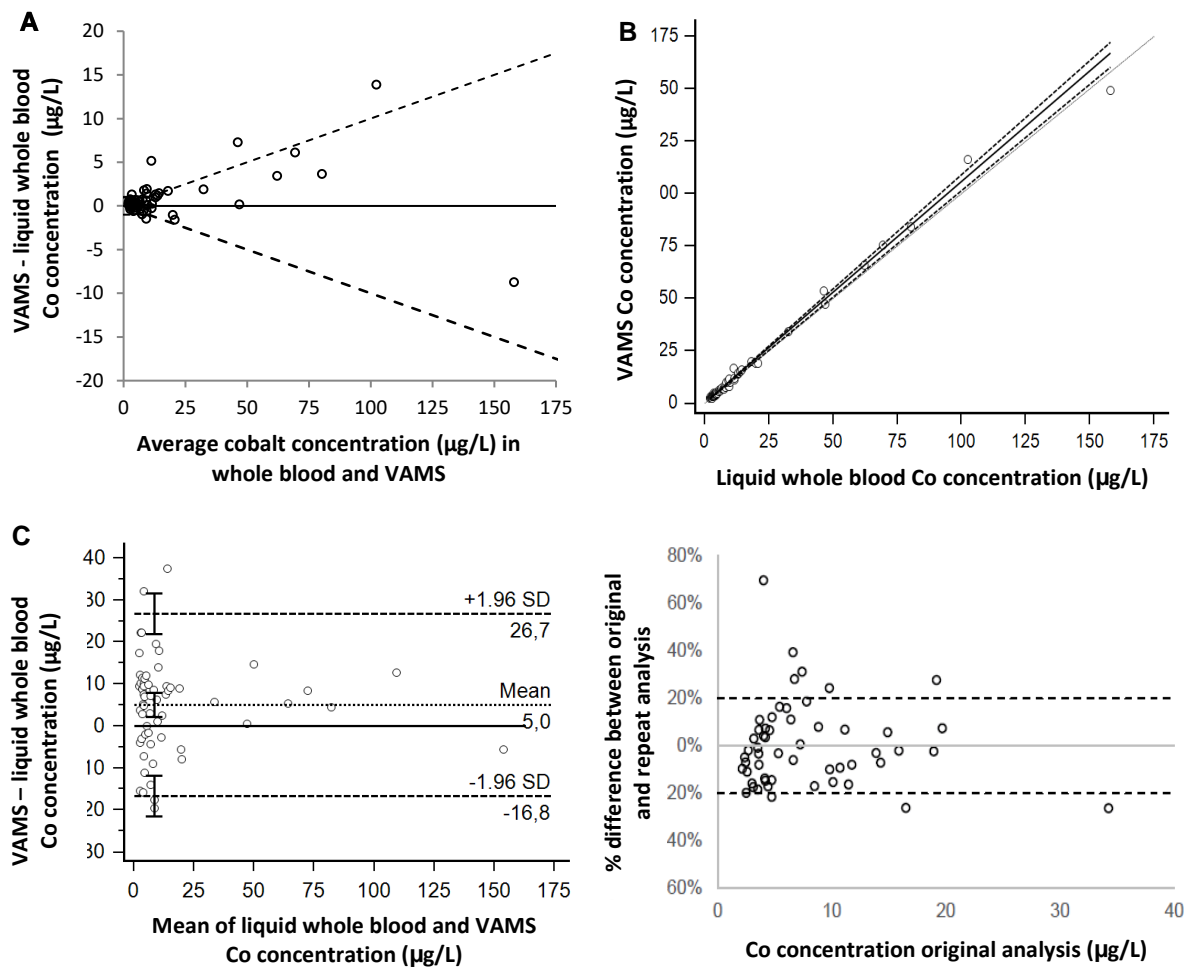 A
VAMS - liquid whole blood
Co concentration (µg/L)
20
15
10
5
0
-5
-10
-15
-20
0 25 50 75 100 125 150 175
Average cobalt concentration (µg/L) in
whole blood and VAMS
B
VAMS Co concentration (µg/L)
175
50
25
00
75
50
25
0
0 25 50 75 100 125 150 175
Liquid whole blood Co concentration (µg/L)
C
VAMS – liquid whole blood
Co concentration (µg/L)
40
30
20
10
0
10
20
30
+1.96 SD
26,7
Mean
5,0
-1.96 SD
-16,8
0 25 50 75 100 125 150 175
Mean of liquid whole blood and VAMS
Co concentration (µg/L)
% difference between original
and repeat analysis
80%
60%
40%
20%
0%
20%
40%
60%
20%
20%
0 10 20 30 40
Co concentration original analysis (µg/L)